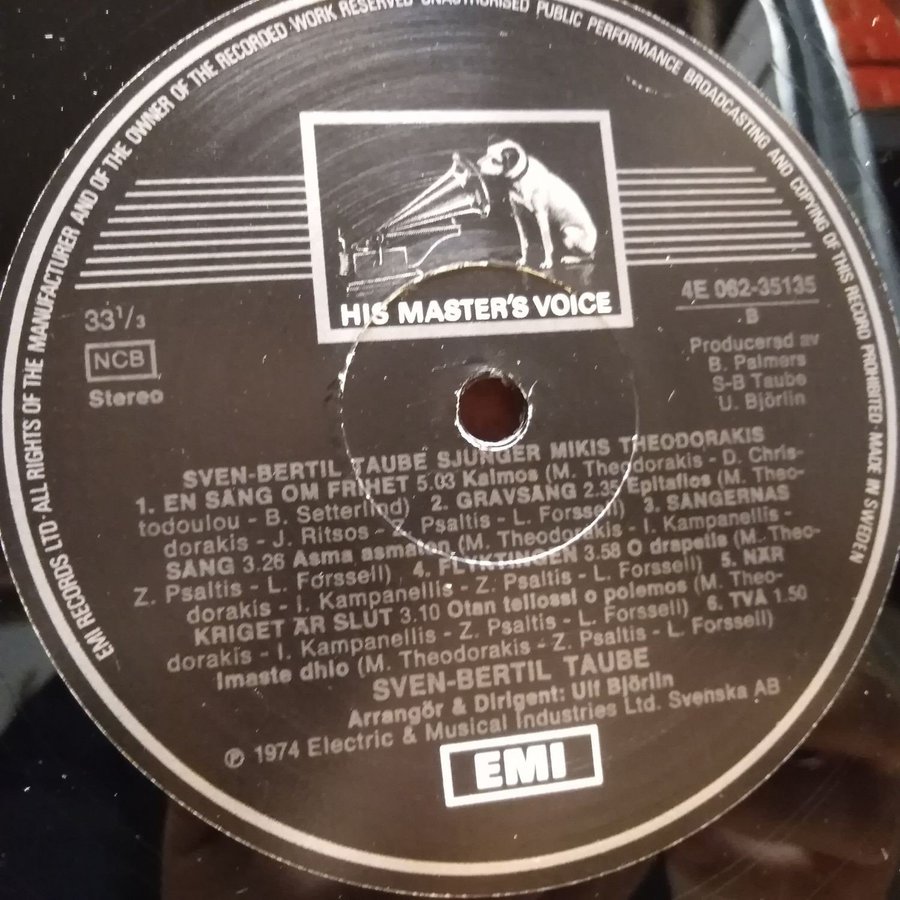 EMI RECORDS LTD · ALL RIGHTS OF THE MANUFACTURER AND OF THE OWNER OF THE RECORDED WORK RESERVED UNAUTHORISED PUBLIC PERFORMANCE BROADCASTING AND COPYING OF THIS RECORD PROHIBITED · MADE IN SWEDEN
HIS MASTER'S VOICE
33 1/3
NCB
Stereo
4E 062-35135
B
Producerad av
B. Palmers
S-B Taube
U. Björlin
SVEN-BERTIL TAUBE SJUNGER MIKIS THEODORAKIS
1. EN SÅNG OM FRIHET 5.03 Kaimos (M. Theodorakis - D. Chris-
todoulou - B. Setterlind) 2. GRAVSÅNG 2.35 Epitafios (M. Theo-
dorakis - J. Ritsos - Z. Psaltis - L. Forssell) 3. SÅNGERNAS
SÅNG 3.26 Asma asmaton (M. Theodorakis - I. Kampanellis -
Z. Psaltis - L. Forssell) 4. FLYKTINGEN 3.58 O drapetis (M. Theo-
dorakis - I. Kampanellis - Z. Psaltis - L. Forssell) 5. NÄR
KRIGET ÄR SLUT 3.10 Otan teliossi o polemos (M. Theo-
dorakis - I. Kampanellis - Z. Psaltis - L. Forssell) 6. TVÅ 1.50
Imaste dhio (M. Theodorakis - Z. Psaltis - L. Forssell)
SVEN-BERTIL TAUBE
Arrangör & Dirigent: Ulf Björlin
℗ 1974 Electric & Musical Industries Ltd. Svenska AB
EMI